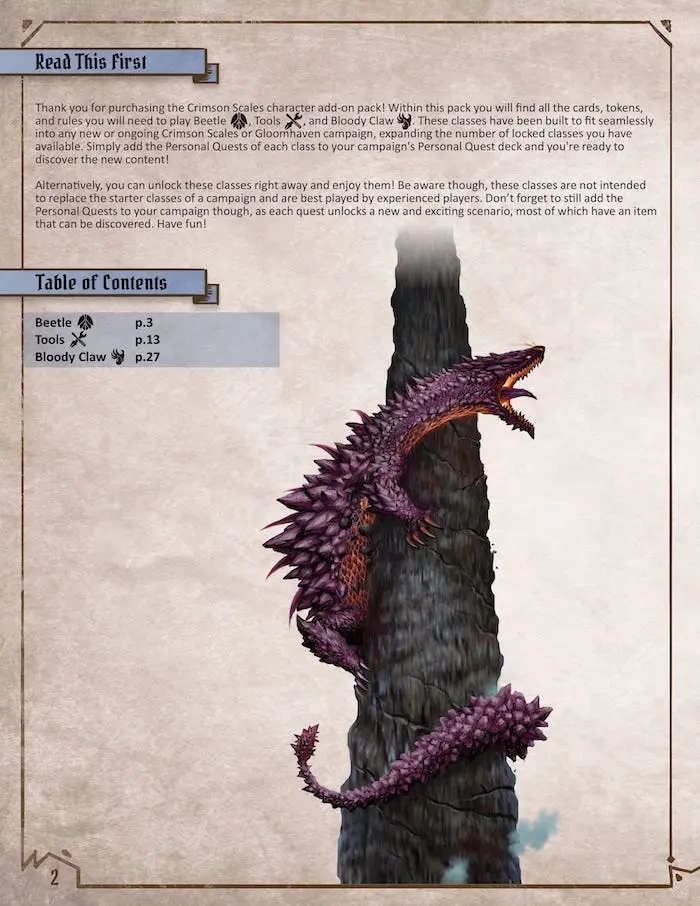 Read This First
Thank you for purchasing the Crimson Scales character add-on pack! Within this pack you will find all the cards, tokens,
and rules you will need to play Beetle , Tools , and Bloody Claw . These classes have been built to fit seamlessly
into any new or ongoing Crimson Scales or Gloomhaven campaign, expanding the number of locked classes you have
available. Simply add the Personal Quests of each class to your campaign's Personal Quest deck and you're ready to
discover the new content!
Alternatively, you can unlock these classes right away and enjoy them! Be aware though, these classes are not intended
to replace the starter classes of a campaign and are best played by experienced players. Don't forget to still add the
Personal Quests to your campaign though, as each quest unlocks a new and exciting scenario, most of which have an item
that can be discovered. Have fun!
Table of Contents
Beetle p.3
Tools p.13
Bloody Claw p.27
2